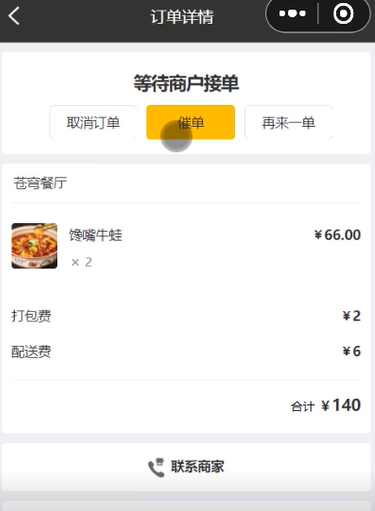 订单详情
等待商户接单
取消订单 催单 再来一单
苍穹餐厅
馋嘴牛蛙 ¥66.00
× 2
打包费 ¥2
配送费 ¥6
合计 ¥140
联系商家